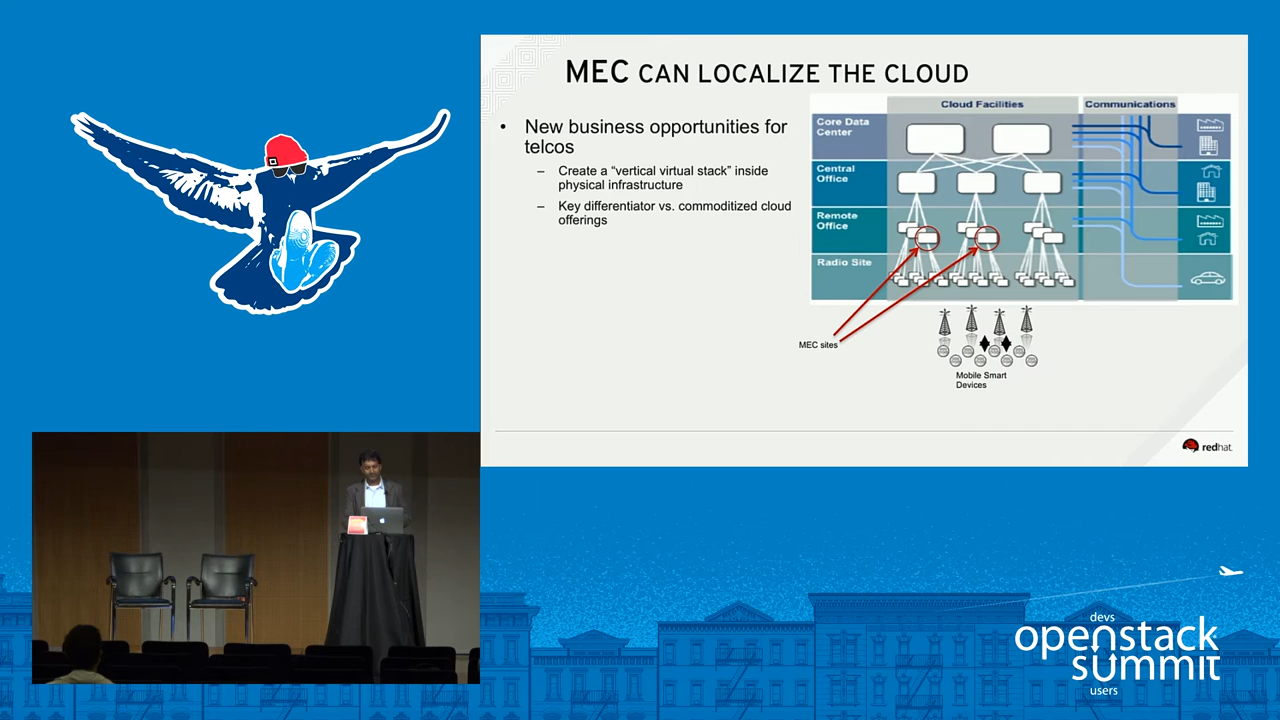 MEC CAN LOCALIZE THE CLOUD
• New business opportunities for
telcos
– Create a “vertical virtual stack” inside
physical infrastructure
– Key differentiator vs. commoditized cloud
offerings
Cloud Facilities
Communications
Core Data
Center
Central
Office
Remote
Office
Radio Site
MEC sites
Mobile Smart
Devices
redhat.
devs
openstack
summit
users